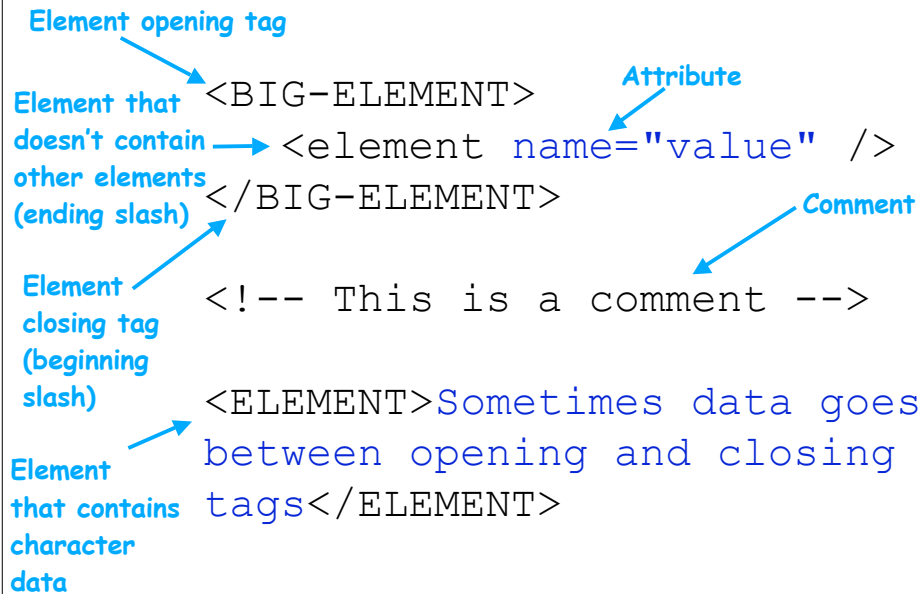 Element opening tag
<BIG-ELEMENT>
Attribute
Element that
doesn't contain
other elements
(ending slash)
<element name="value" />
</BIG-ELEMENT>
Comment
Element
closing tag
(beginning
slash)
<!-- This is a comment -->
<ELEMENT>Sometimes data goes
between opening and closing
tags</ELEMENT>
Element
that contains
character
data